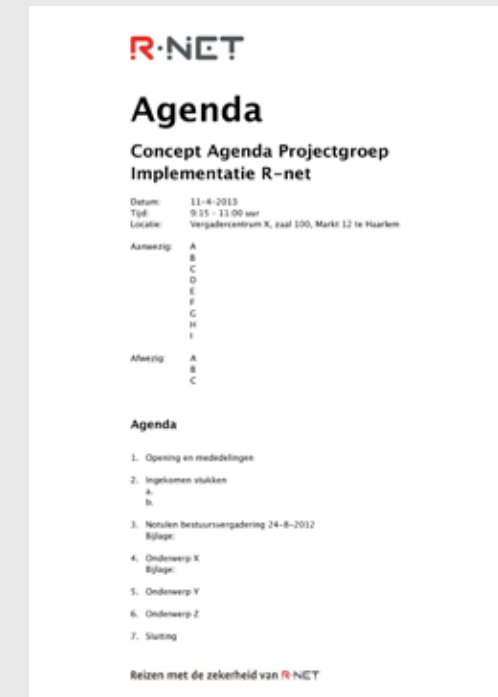 R·NET
Agenda
Concept Agenda Projectgroep
Implementatie R-net
Datum: 11-4-2013
Tijd: 9:15 - 11:00 uur
Locatie: Vergadercentrum X, zaal 100, Markt 12 te Haarlem
Aanwezig: A
B
C
D
E
F
G
H
I
Afwezig: A
B
C
Agenda
1. Opening en mededelingen
2. Ingekomen stukken
a.
b.
3. Notulen bestuursvergadering 24-8-2012
Bijlage:
4. Onderwerp X
Bijlage:
5. Onderwerp Y
6. Onderwerp Z
7. Sluiting
Reizen met de zekerheid van R·NET